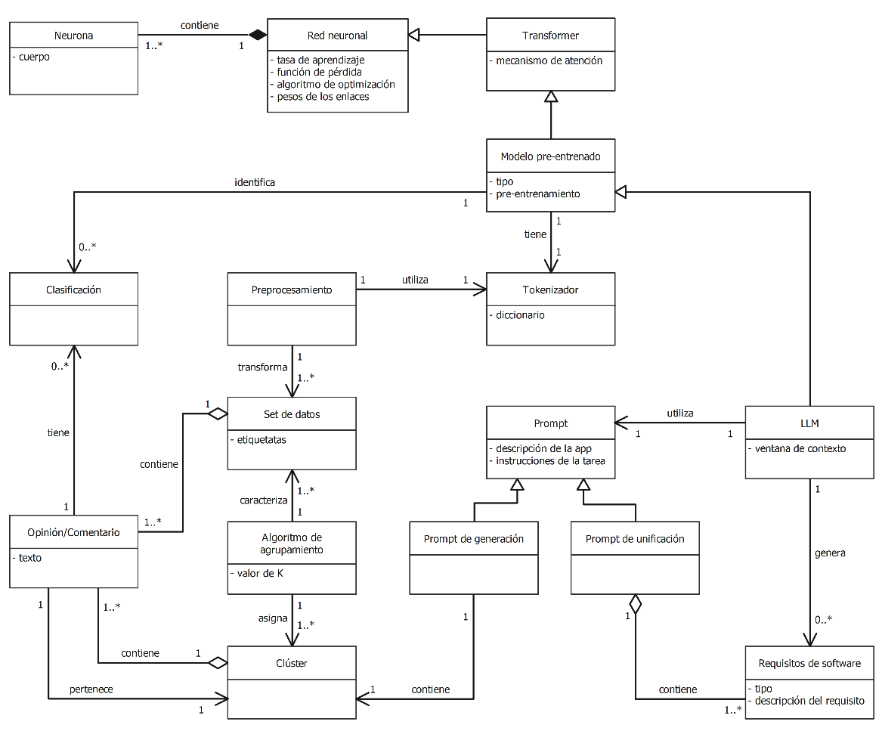 Neurona
- cuerpo
contiene
1..*
1
Red neuronal
- tasa de aprendizaje
- función de pérdida
- algoritmo de optimización
- pesos de los enlaces
Transformer
- mecanismo de atención
Modelo pre-entrenado
- tipo
- pre-entrenamiento
identifica
1
0..*
1
tiene
1
Clasificación
Preprocesamiento
1
utiliza
1
Tokenizador
- diccionario
0..*
1
transforma
1..*
tiene
1
1
contiene
1..*
Set de datos
- etiquetatas
Prompt
- descripción de la app
- instrucciones de la tarea
utiliza
1
1
LLM
- ventana de contexto
1..*
caracteriza
1
Opinión/Comentario
- texto
Algoritmo de
agrupamiento
- valor de K
Prompt de generación
Prompt de unificación
1
genera
0..*
1
1..*
1
asigna
1..*
1
1
contiene
1
Clúster
pertenece
1
1
contiene
contiene
1..*
Requisitos de software
- tipo
- descripción del requisito